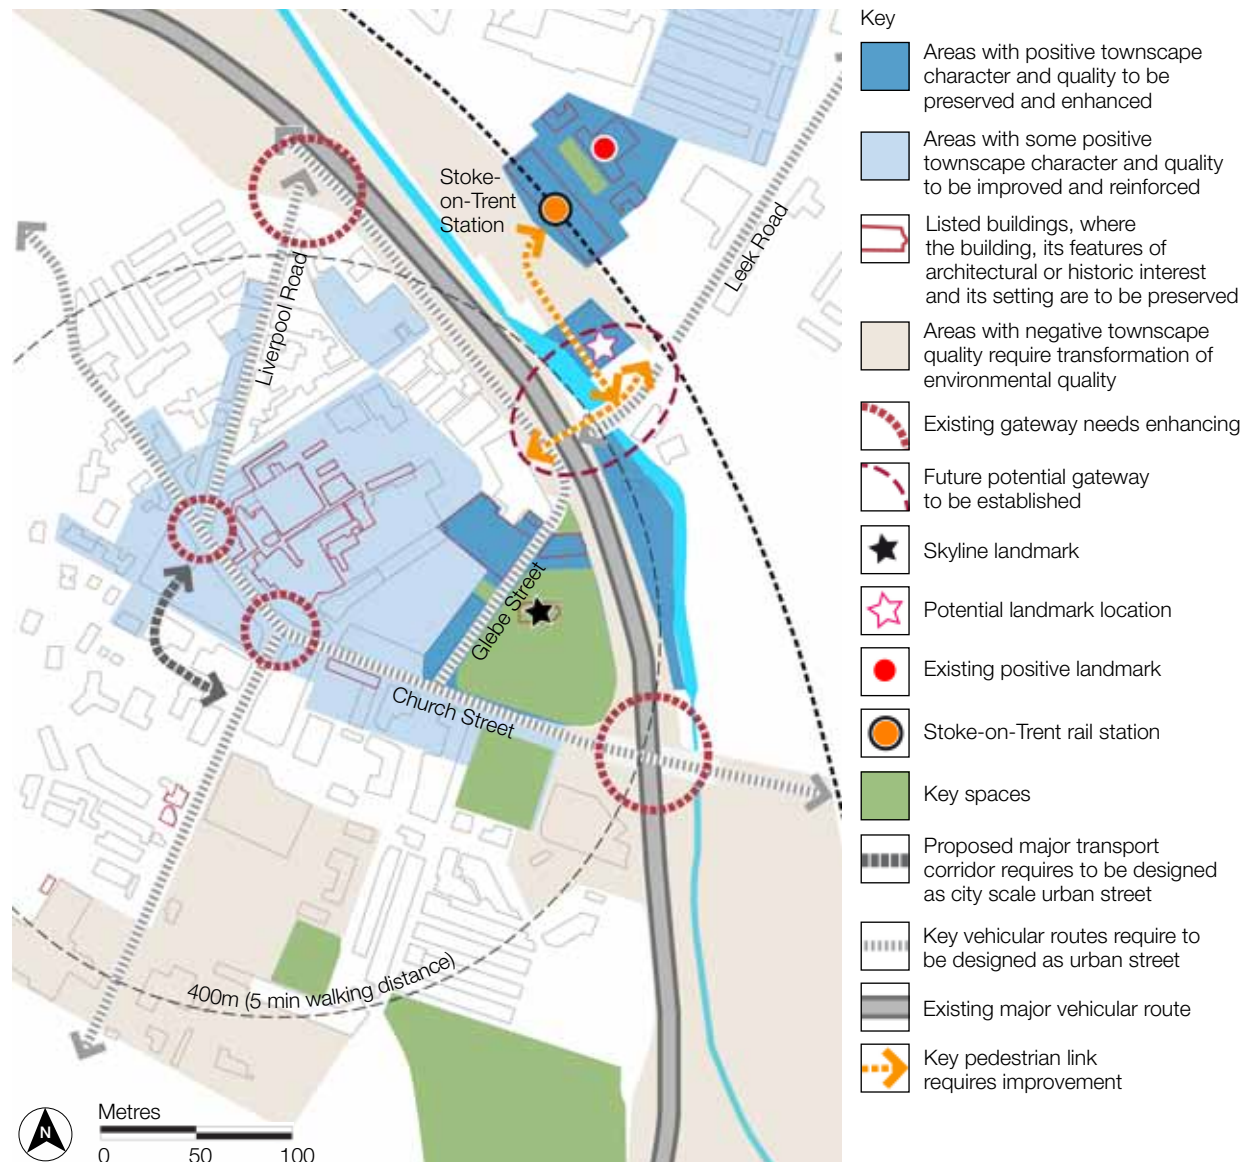 Stoke-
on-Trent
Station
Leek Road
Liverpool Road
Glebe Street
Church Street
400m (5 min walking distance)
N
Metres
0 50 100
Key
Areas with positive townscape
character and quality to be
preserved and enhanced
Areas with some positive
townscape character and quality
to be improved and reinforced
Listed buildings, where
the building, its features of
architectural or historic interest
and its setting are to be preserved
Areas with negative townscape
quality require transformation of
environmental quality
Existing gateway needs enhancing
Future potential gateway
to be established
Skyline landmark
Potential landmark location
Existing positive landmark
Stoke-on-Trent rail station
Key spaces
Proposed major transport
corridor requires to be designed
as city scale urban street
Key vehicular routes require to
be designed as urban street
Existing major vehicular route
Key pedestrian link
requires improvement